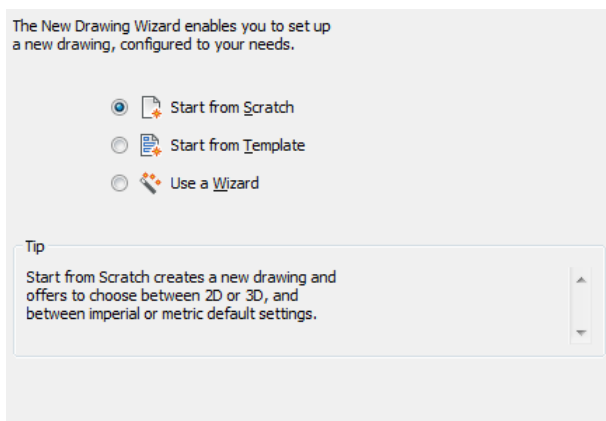 The New Drawing Wizard enables you to set up
a new drawing, configured to your needs.
Start from Scratch
Start from Template
Use a Wizard
Tip
Start from Scratch creates a new drawing and
offers to choose between 2D or 3D, and
between imperial or metric default settings.